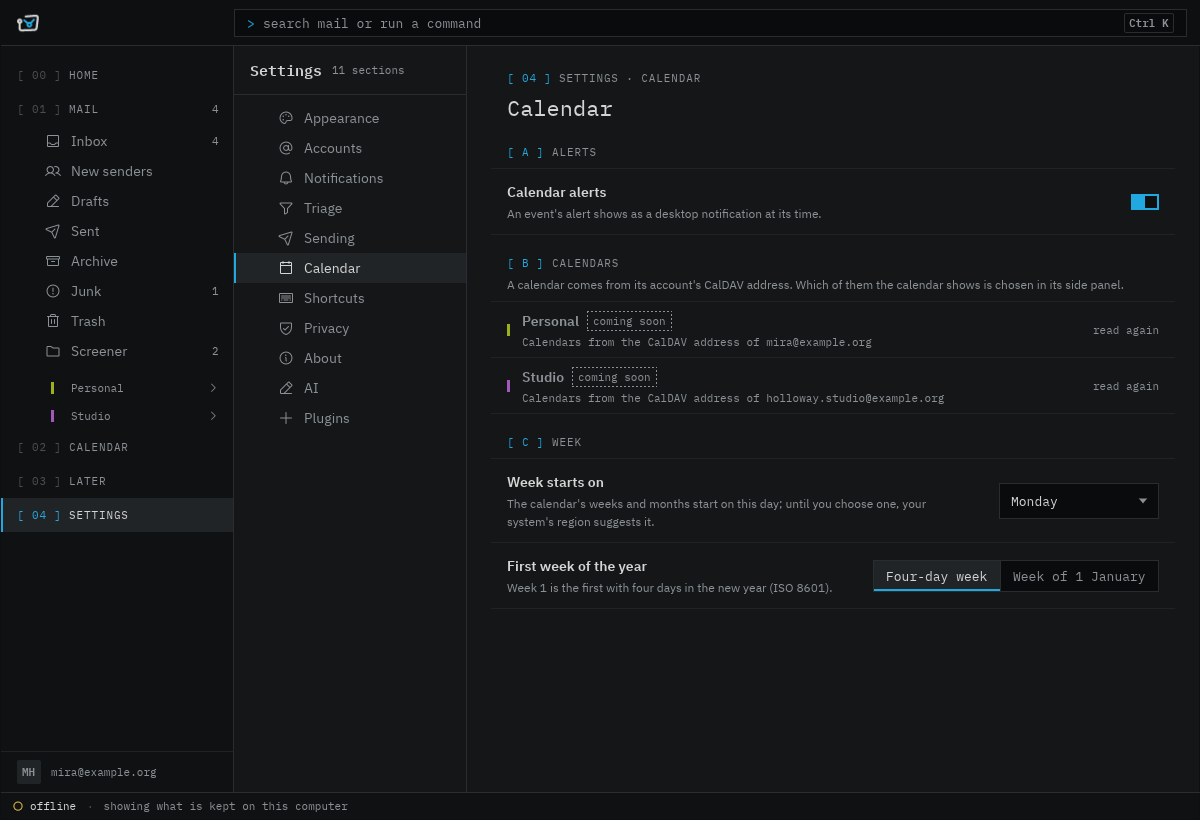 > search mail or run a command
Ctrl K
[ 00 ] HOME
[ 01 ] MAIL 4
Inbox 4
New senders
Drafts
Sent
Archive
Junk 1
Trash
Screener 2
Personal
Studio
[ 02 ] CALENDAR
[ 03 ] LATER
[ 04 ] SETTINGS
MH mira@example.org
Settings 11 sections
Appearance
Accounts
Notifications
Triage
Sending
Calendar
Shortcuts
Privacy
About
AI
Plugins
[ 04 ] SETTINGS · CALENDAR
Calendar
[ A ] ALERTS
Calendar alerts
An event's alert shows as a desktop notification at its time.
[ B ] CALENDARS
A calendar comes from its account's CalDAV address. Which of them the calendar shows is chosen in its side panel.
Personal coming soon
Calendars from the CalDAV address of mira@example.org
read again
Studio coming soon
Calendars from the CalDAV address of holloway.studio@example.org
read again
[ C ] WEEK
Week starts on
The calendar's weeks and months start on this day; until you choose one, your
system's region suggests it.
Monday
First week of the year
Week 1 is the first with four days in the new year (ISO 8601).
Four-day week Week of 1 January
offline · showing what is kept on this computer